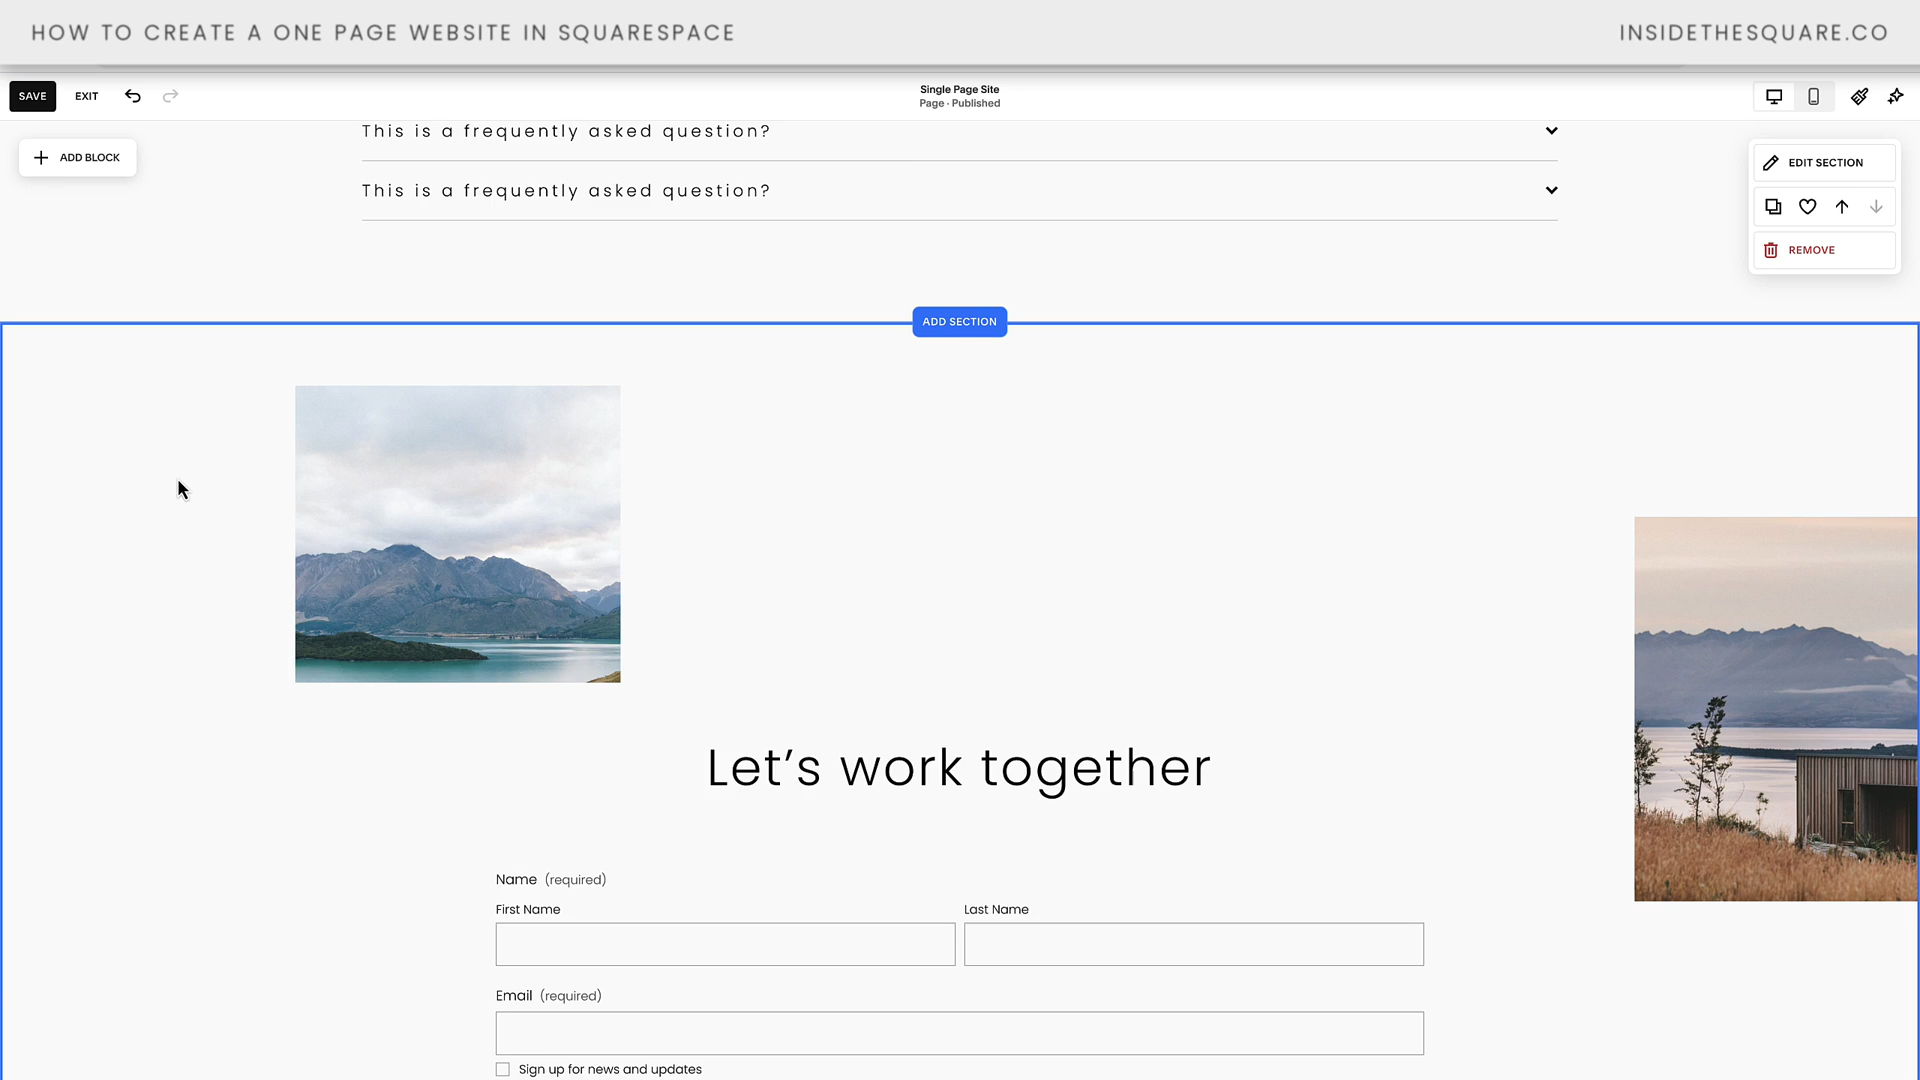 HOW TO CREATE A ONE PAGE WEBSITE IN SQUARESPACE
INSIDETHESQUARE.CO
SAVE
EXIT
Single Page Site
Page · Published
This is a frequently asked question?
ADD BLOCK
EDIT SECTION
This is a frequently asked question?
REMOVE
ADD SECTION
Let’s work together
Name (required)
First Name
Last Name
Email (required)
Sign up for news and updates